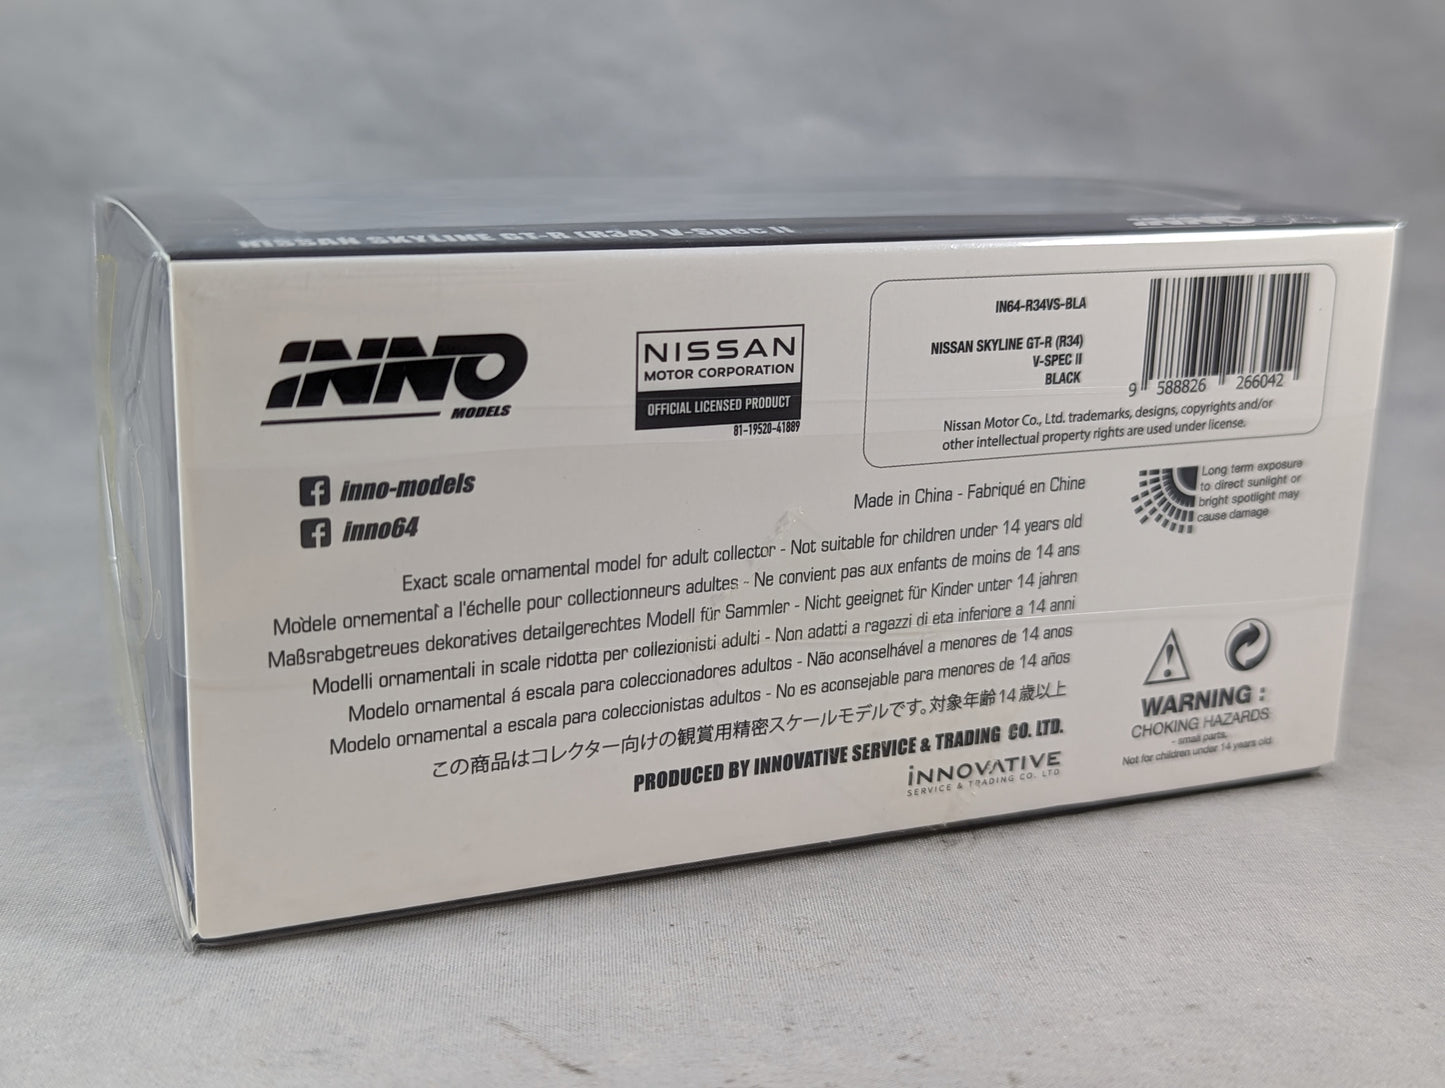 NISSAN SKYLINE GT-R (R34) V-Spec II
INNO
INNO
MODELS
NISSAN
MOTOR CORPORATION
OFFICIAL LICENSED PRODUCT
81-19520-41889
IN64-R34VS-BLA
NISSAN SKYLINE GT-R (R34)
V-SPEC II
BLACK
9 588826 266042
Nissan Motor Co., Ltd. trademarks, designs, copyrights and/or
other intellectual property rights are used under license.
inno-models
inno64
Made in China - Fabriqué en Chine
Long term exposure
to direct sunlight or
bright spotlight may
cause damage
Exact scale ornamental model for adult collector - Not suitable for children under 14 years old
Modèle ornemental a l'échelle pour collectionneurs adultes - Ne convient pas aux enfants de moins de 14 ans
Maßsrabgetreues dekoratives detailgerechtes Modell für Sammler - Nicht geeignet für Kinder unter 14 jahren
Modelli ornamentali in scale ridotta per collezionisti adulti - Non adatti a ragazzi di eta inferiore a 14 anni
Modelo ornamental á escala para coleccionadores adultos - Não aconselhável a menores de 14 anos
Modelo ornamental a escala para coleccionistas adultos - No es aconsejable para menores de 14 años
この商品はコレクター向けの観賞用精密スケールモデルです。対象年齢14歳以上
PRODUCED BY INNOVATIVE SERVICE & TRADING CO. LTD.
INNOVATIVE
SERVICE & TRADING CO. LTD
WARNING :
CHOKING HAZARDS
- small parts.
Not for children under 14 years old